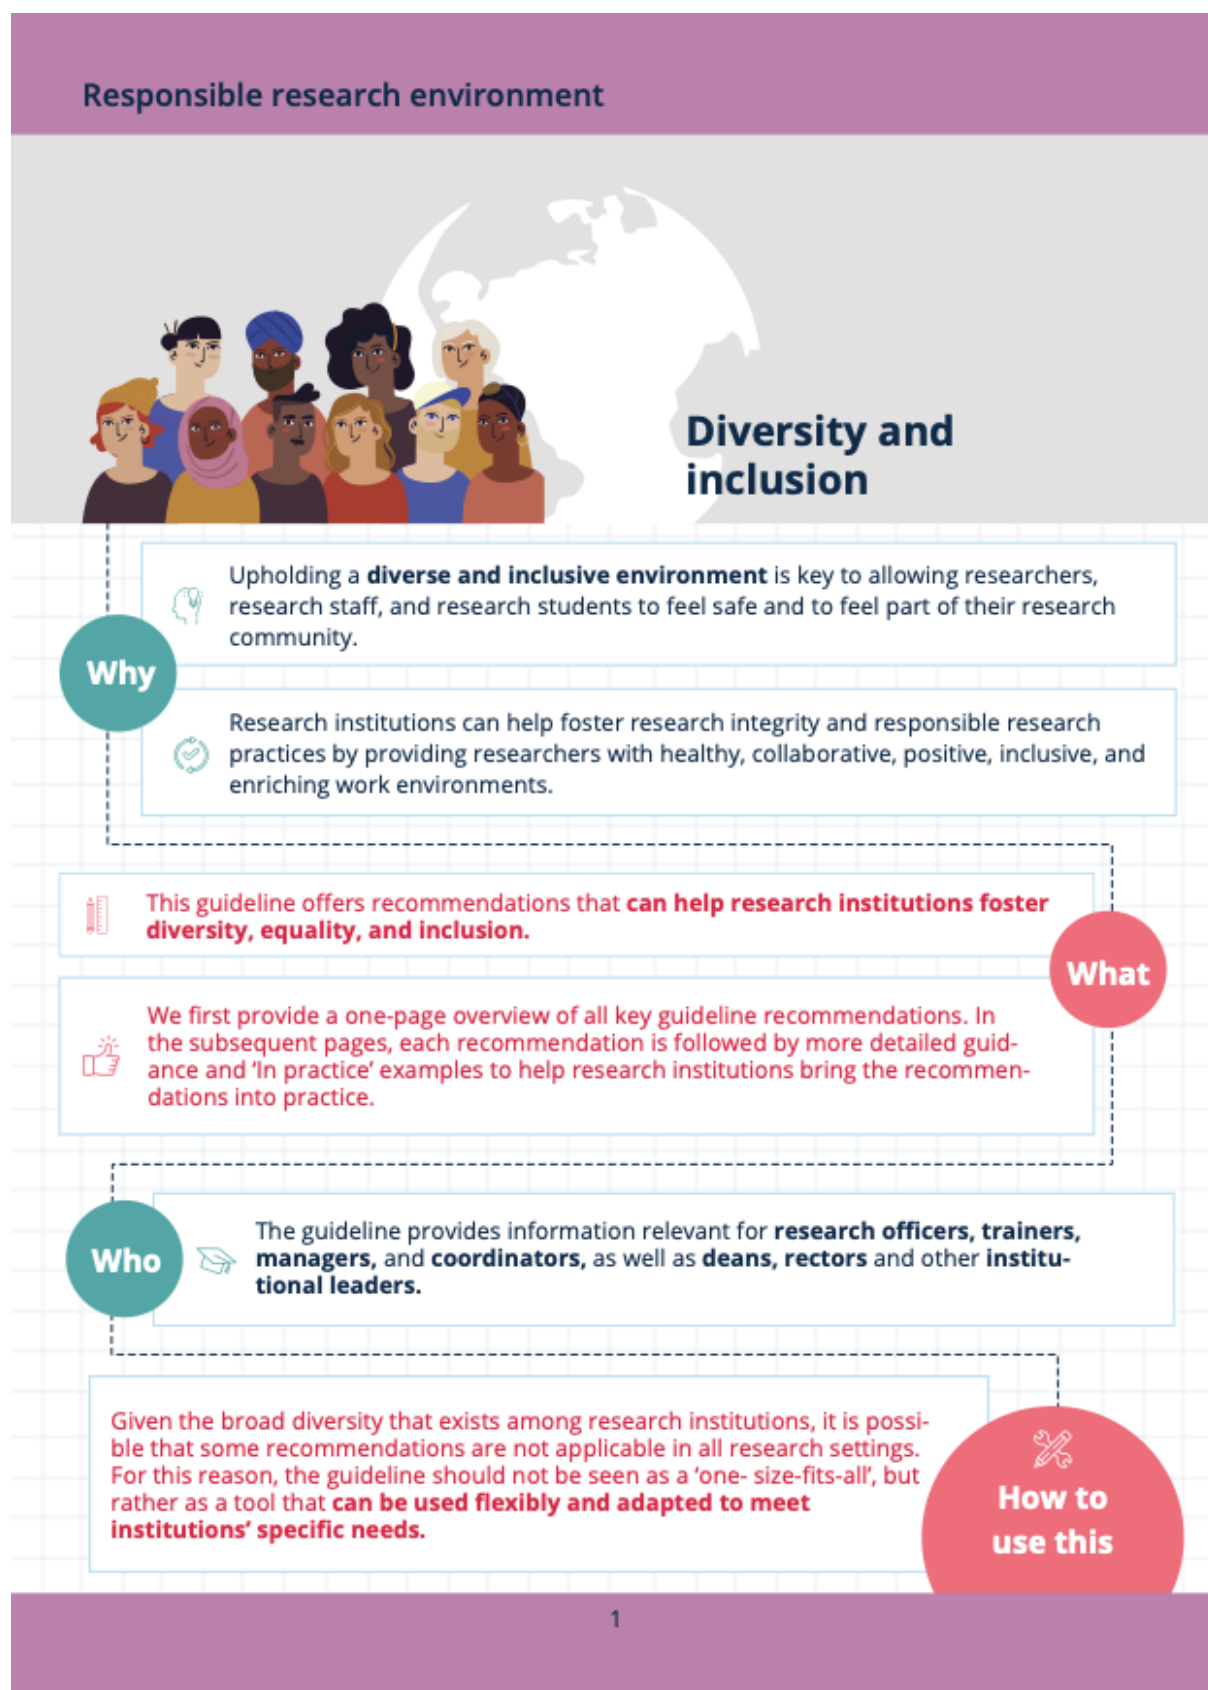 Responsible research environment
Diversity and
inclusion
Why
Upholding a diverse and inclusive environment is key to allowing researchers,
research staff, and research students to feel safe and to feel part of their research
community.
Research institutions can help foster research integrity and responsible research
practices by providing researchers with healthy, collaborative, positive, inclusive, and
enriching work environments.
What
This guideline offers recommendations that can help research institutions foster
diversity, equality, and inclusion.
We first provide a one-page overview of all key guideline recommendations. In
the subsequent pages, each recommendation is followed by more detailed guid-
ance and ‘In practice’ examples to help research institutions bring the recommen-
dations into practice.
Who
The guideline provides information relevant for research officers, trainers,
managers, and coordinators, as well as deans, rectors and other institu-
tional leaders.
Given the broad diversity that exists among research institutions, it is possi-
ble that some recommendations are not applicable in all research settings.
For this reason, the guideline should not be seen as a ‘one- size-fits-all’, but
rather as a tool that can be used flexibly and adapted to meet
institutions’ specific needs.
How to
use this
1